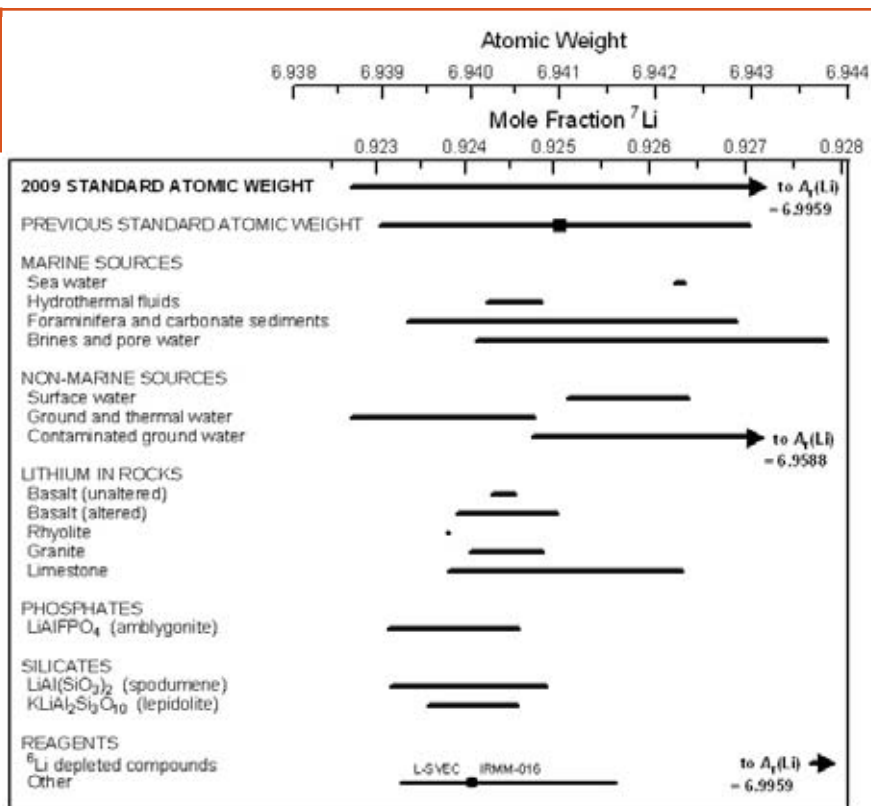 Atomic Weight
6.938 6.939 6.940 6.941 6.942 6.943 6.944
Mole Fraction ⁷Li
0.923 0.924 0.925 0.926 0.927 0.928
2009 STANDARD ATOMIC WEIGHT to Aᵣ(Li)
= 6.9959
PREVIOUS STANDARD ATOMIC WEIGHT
MARINE SOURCES
Sea water
Hydrothermal fluids
Foraminifera and carbonate sediments
Brines and pore water
NON-MARINE SOURCES
Surface water
Ground and thermal water
Contaminated ground water to Aᵣ(Li)
= 6.9588
LITHIUM IN ROCKS
Basalt (unaltered)
Basalt (altered)
Rhyolite
Granite
Limestone
PHOSPHATES
LiAlFPO₄ (amblygonite)
SILICATES
LiAl(SiO₃)₂ (spodumene)
KLiAl₂Si₃O₁₀ (lepidolite)
REAGENTS
⁶Li depleted compounds to Aᵣ(Li)
Other L-SVEC IRMM-016 = 6.9959